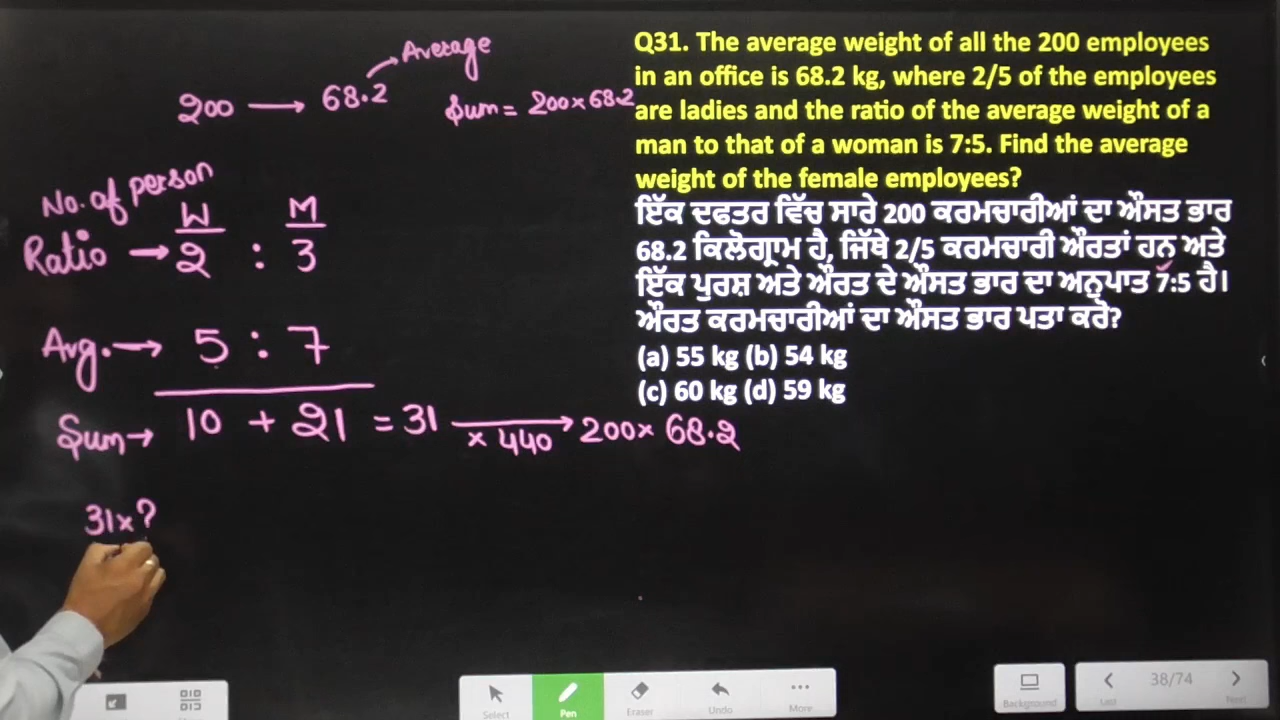 Average
200 → 68.2
Sum = 200×68.2
No. of person
W M
Ratio → 2 : 3
Avg. → 5 : 7
Sum → 10 + 21 = 31 → 200× 68.2
× 440
31×?
Q31. The average weight of all the 200 employees
in an office is 68.2 kg, where 2/5 of the employees
are ladies and the ratio of the average weight of a
man to that of a woman is 7:5. Find the average
weight of the female employees?
ਇੱਕ ਦਫਤਰ ਵਿੱਚ ਸਾਰੇ 200 ਕਰਮਚਾਰੀਆਂ ਦਾ ਔਸਤ ਭਾਰ
68.2 ਕਿਲੋਗ੍ਰਾਮ ਹੈ, ਜਿੱਥੇ 2/5 ਕਰਮਚਾਰੀ ਔਰਤਾਂ ਹਨ ਅਤੇ
ਇੱਕ ਪੁਰਸ਼ ਅਤੇ ਔਰਤ ਦੇ ਔਸਤ ਭਾਰ ਦਾ ਅਨੁਪਾਤ 7:5 ਹੈ।
ਔਰਤ ਕਰਮਚਾਰੀਆਂ ਦਾ ਔਸਤ ਭਾਰ ਪਤਾ ਕਰੋ?
(a) 55 kg (b) 54 kg
(c) 60 kg (d) 59 kg
Select Pen Eraser Undo More
Background
Last 38/74 Next